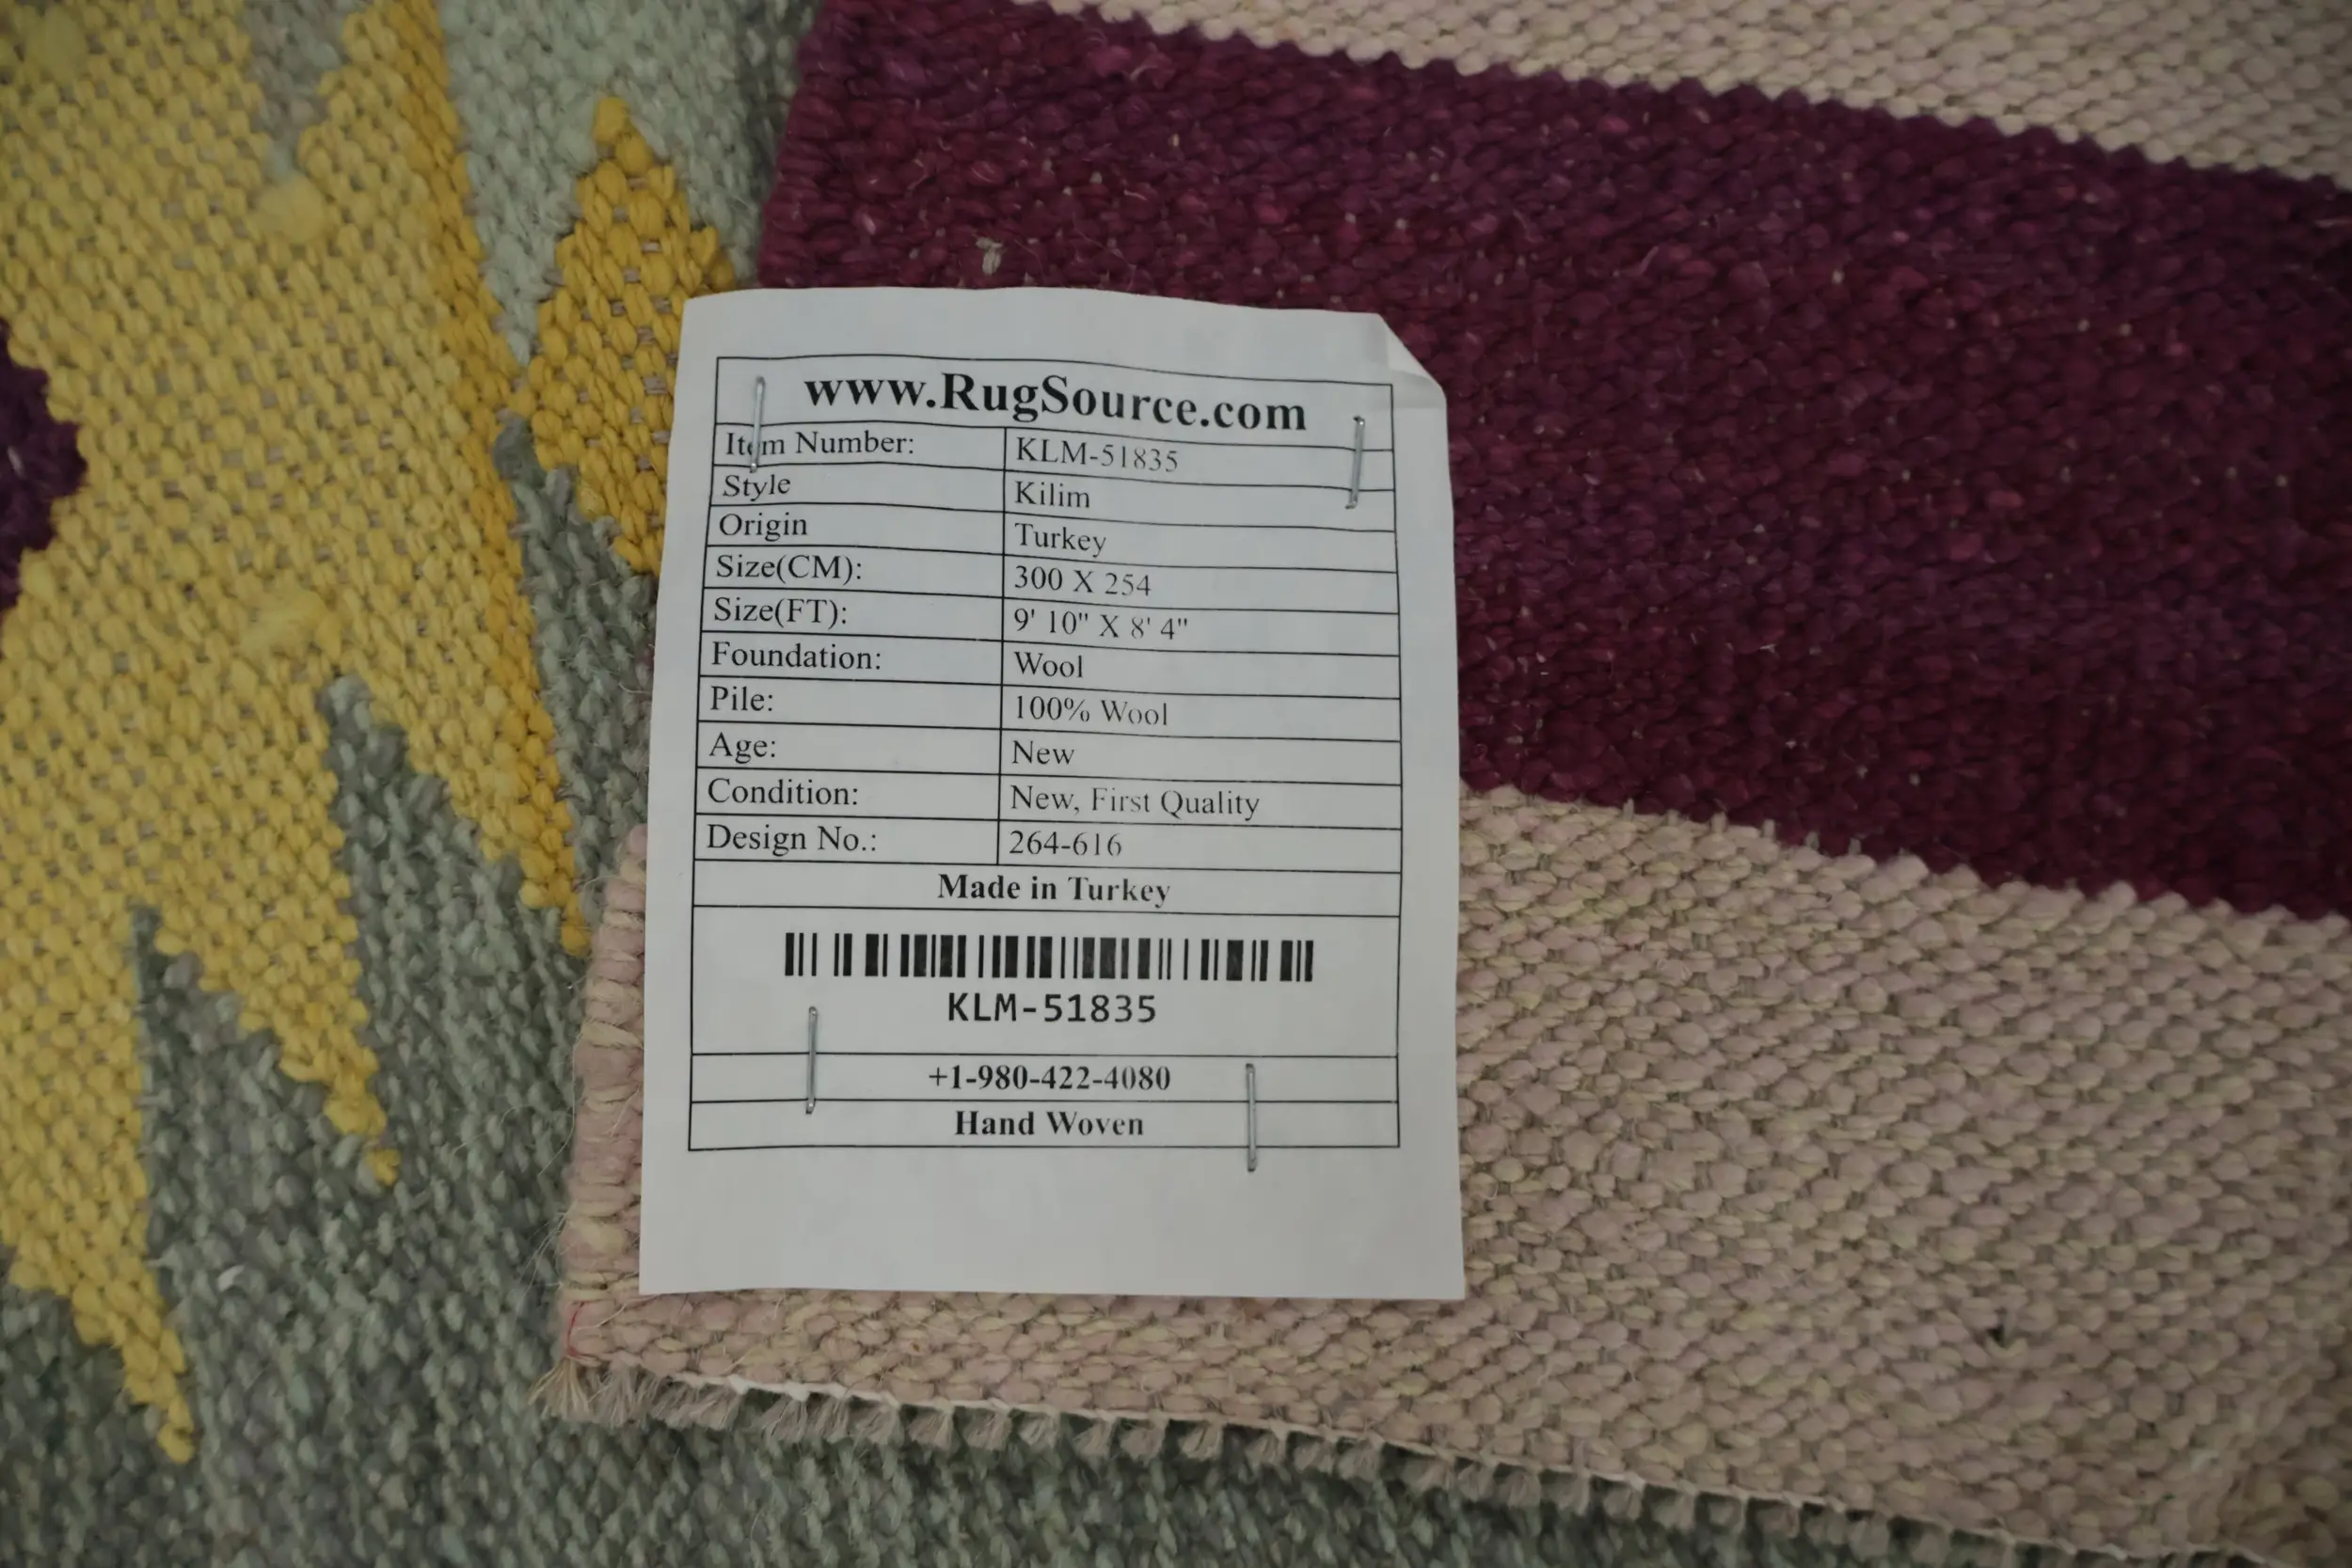 www.RugSource.com
Item Number: KLM-51835
Style Kilim
Origin Turkey
Size(CM): 300 X 254
Size(FT): 9' 10" X 8' 4"
Foundation: Wool
Pile: 100% Wool
Age: New
Condition: New, First Quality
Design No.: 264-616
Made in Turkey
KLM-51835
+1-980-422-4080
Hand Woven